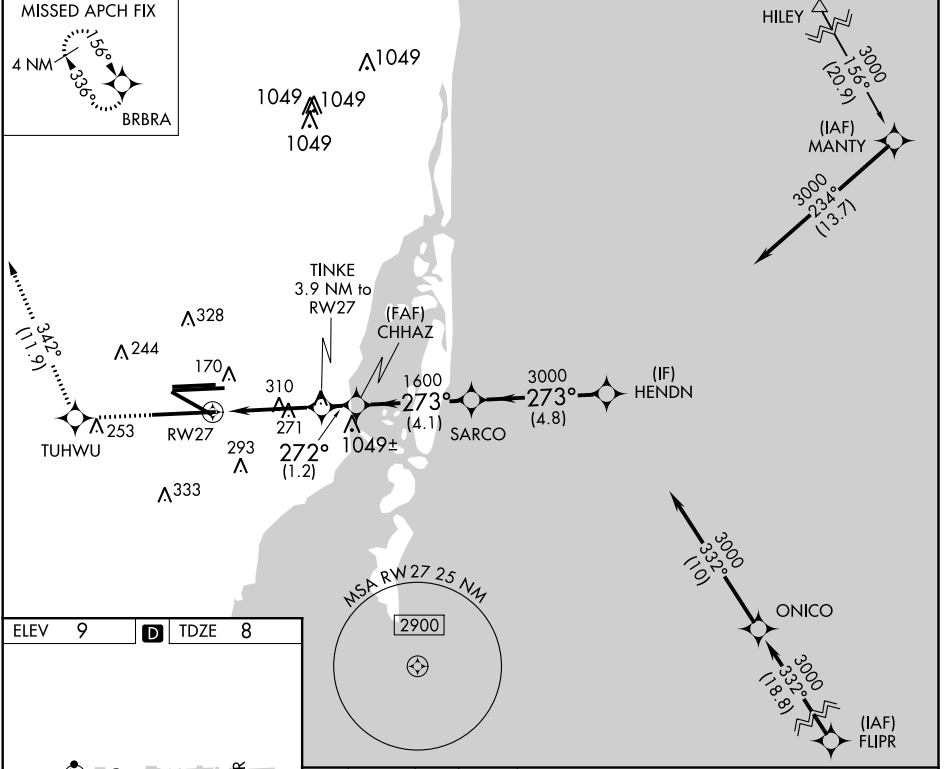 MISSED APCH FIX
4 NM
156°
336°
BRBRA
1049
1049
1049
1049
HILEY
3000
156°
(20.9)
(IAF)
MANTY
3000
234°
(13.7)
TINKE
3.9 NM to
RW27
(FAF)
CHHAZ
342°
(11.9)
328
244
170
310
271
253
293
333
TUHWU
RW27
272°
(1.2)
1049±
1600
273°
(4.1)
SARCO
3000
273°
(4.8)
(IF)
HENDN
3000
332°
(10)
ONICO
3000
332°
(18.8)
(IAF)
FLIPR
MSA RW27 25 NM
2900
ELEV 9
D
TDZE 8